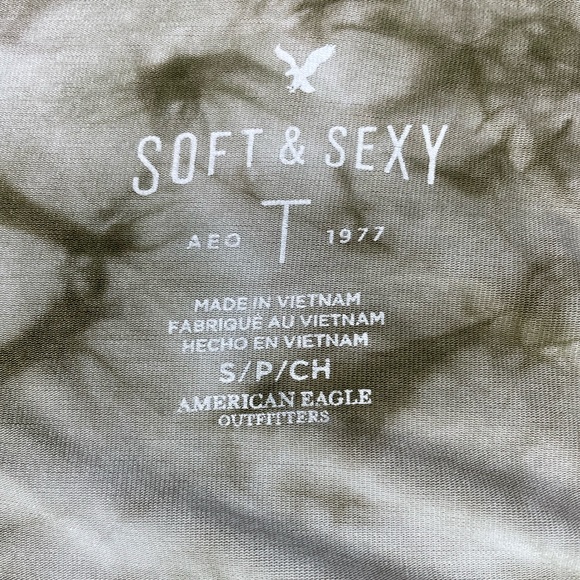 SOFT & SEXY
AEO T 1977
MADE IN VIETNAM
FABRIQUÉ AU VIETNAM
HECHO EN VIETNAM
S/P/CH
AMERICAN EAGLE
OUTFITTERS